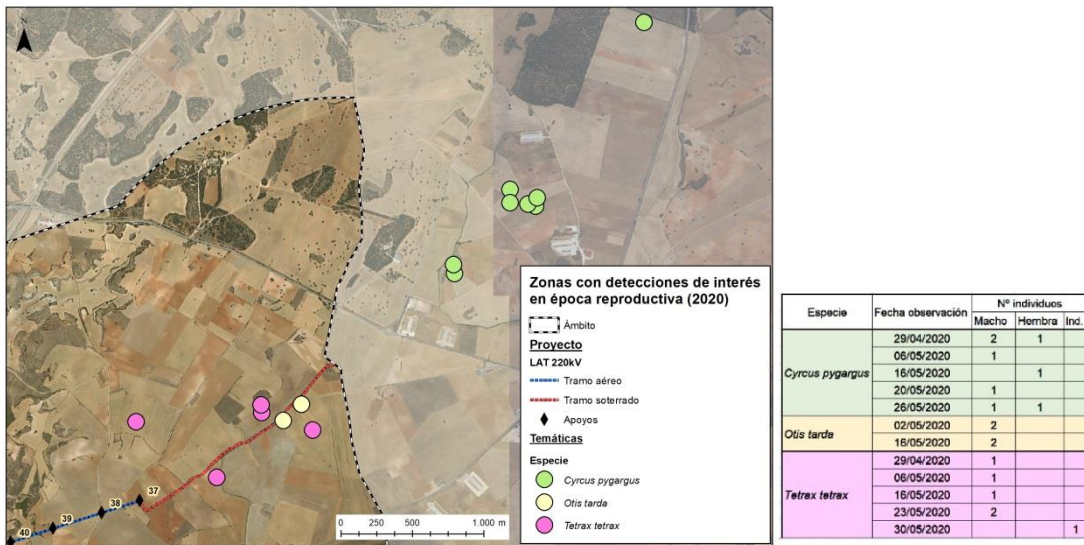 40
39
38
37
Zonas con detecciones de interés
en época reproductiva (2020)
Ámbito
Proyecto
LAT 220kV
Tramo aéreo
Tramo soterrado
Apoyos
Temáticas
Especie
Cyrcus pygargus
Otis tarda
Tetrax tetrax
0 250 500 1.000 m
Especie Fecha observación Nº individuos
Macho Hembra Ind.
Cyrcus pygargus
29/04/2020 2 1
06/05/2020 1
16/05/2020 1
20/05/2020 1
26/05/2020 1 1
Otis tarda
02/05/2020 2
16/05/2020 2
Tetrax tetrax
29/04/2020 1
06/05/2020 1
16/05/2020 1
23/05/2020 2
30/05/2020 1